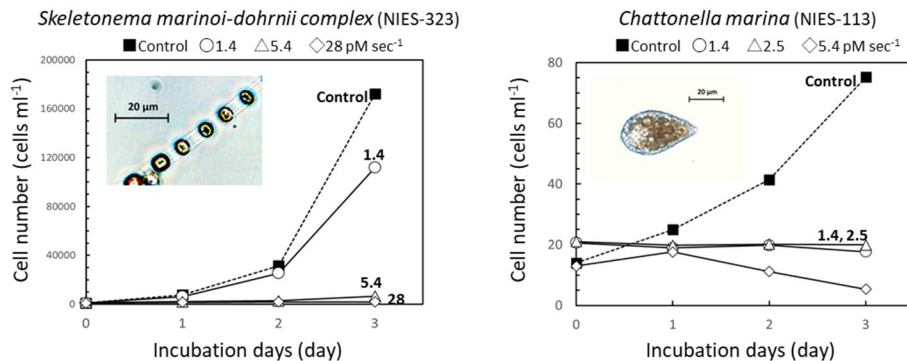 Skeletonema marinoi-dohrnii complex (NIES-323)
■Control ○1.4 △5.4 ◇28 pM sec⁻¹
Cell number (cells ml⁻¹)
200000
160000
120000
80000
40000
0
20 μm
Control
1.4
5.4
28
0 1 2 3
Incubation days (day)
Chattonella marina (NIES-113)
■Control ○1.4 △2.5 ◇5.4 pM sec⁻¹
Cell number (cells ml⁻¹)
80
60
40
20
0
20 μm
Control
1.4, 2.5
0 1 2 3
Incubation days (day)